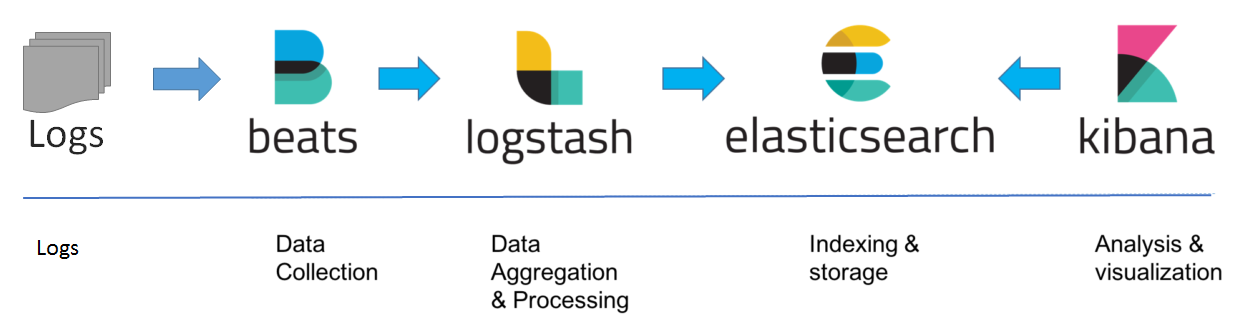 Logs
beats
logstash
elasticsearch
kibana
Logs
Data
Collection
Data
Aggregation
& Processing
Indexing &
storage
Analysis &
visualization